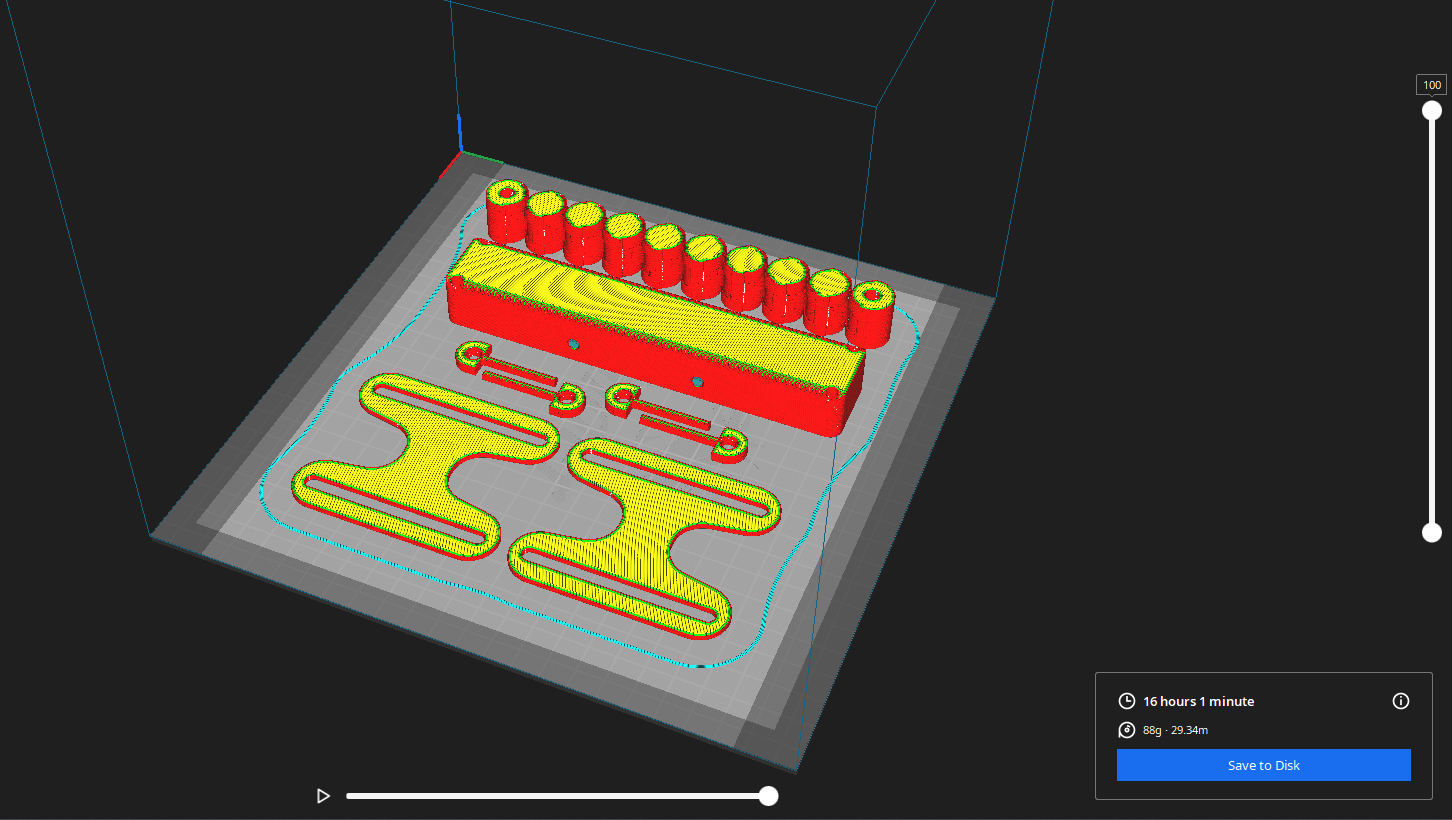 100
16 hours 1 minute
88g · 29.34m
Save to Disk